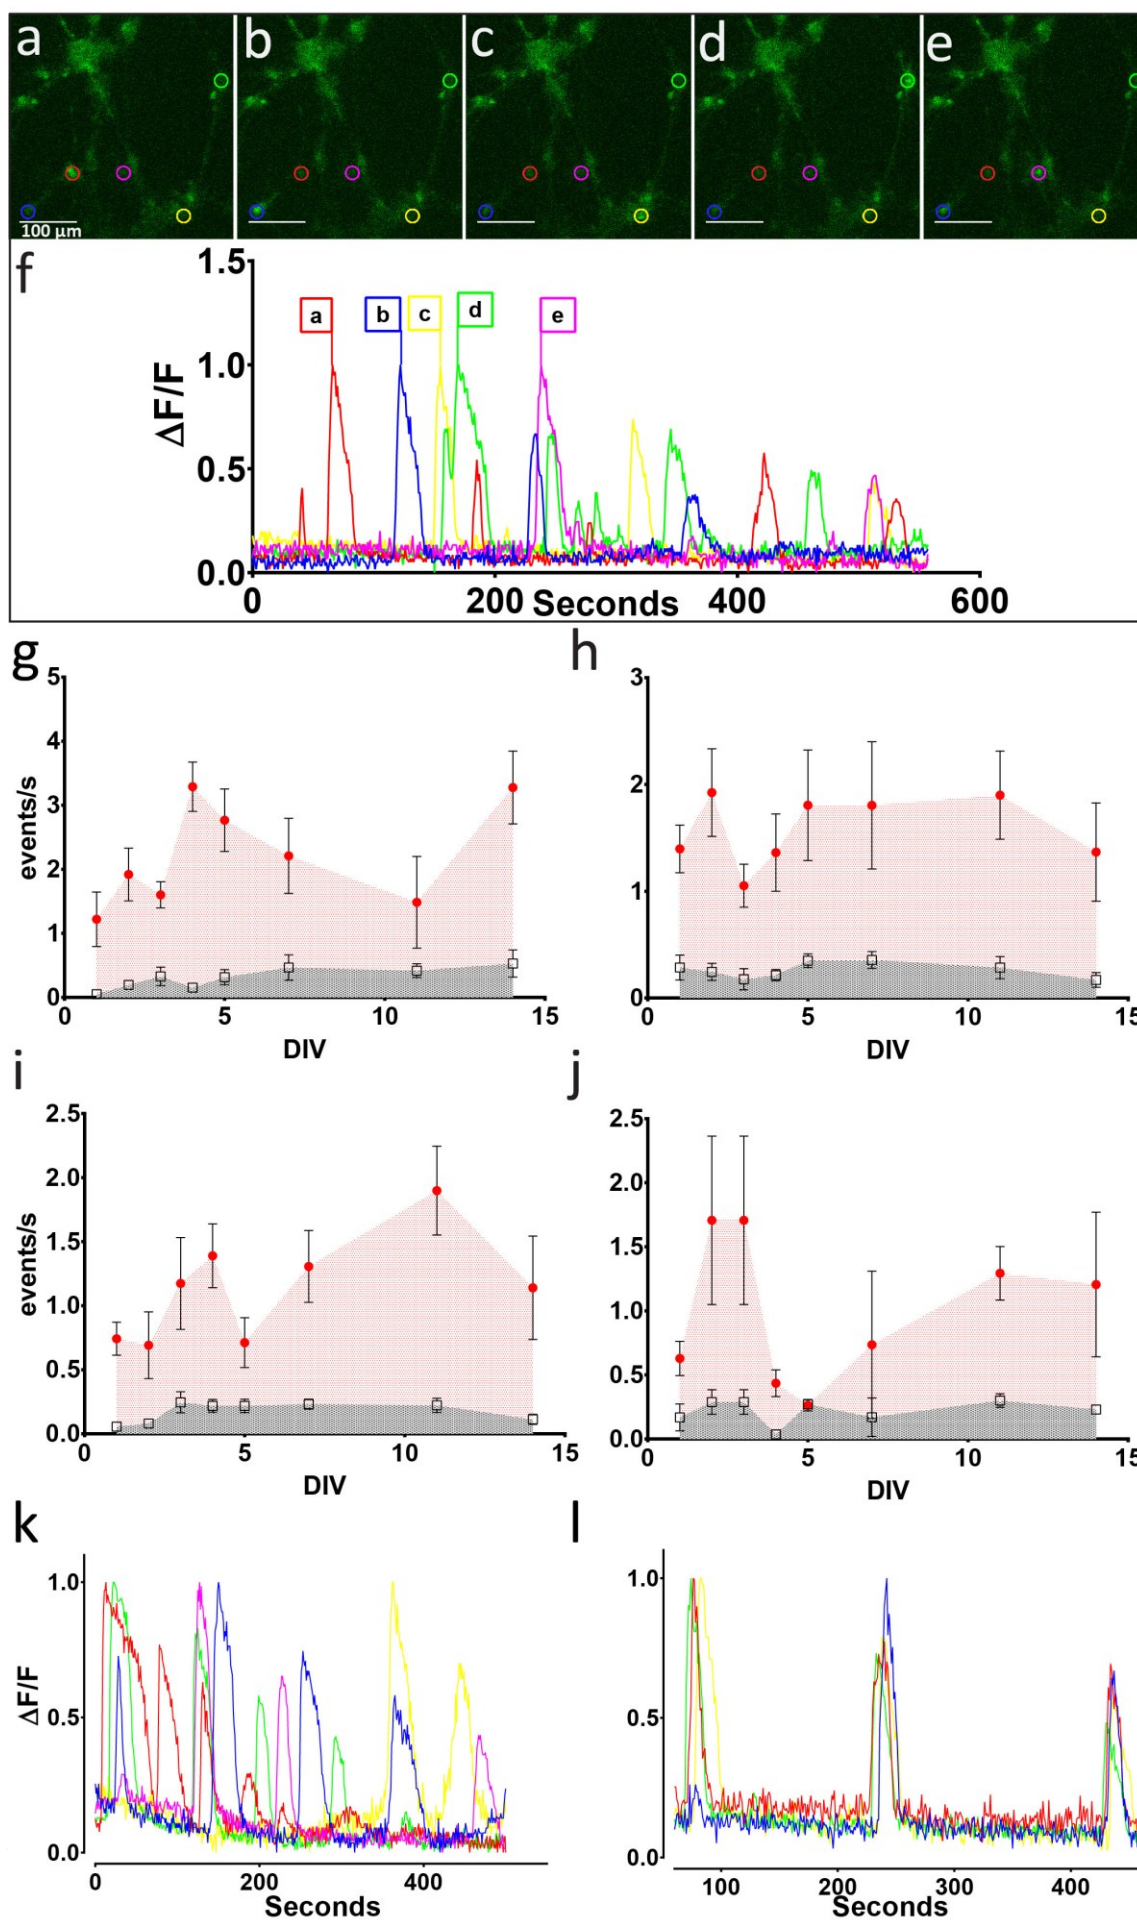 a b c d e
100 µm
f
1.5
a b c d e
1.0
ΔF/F
0.5
0.0
0 200 Seconds 400 600
g h
5 3
4
3 2
events/s
2
1
1
0 0
0 5 10 15 0 5 10 15
DIV DIV
i j
2.5 2.5
2.0 2.0
1.5 1.5
events/s
1.0 1.0
0.5 0.5
0.0 0.0
0 5 10 15 0 5 10 15
DIV DIV
k l
1.0 1.0
ΔF/F
0.5 0.5
0.0 0.0
0 200 400 100 200 300 400
Seconds Seconds